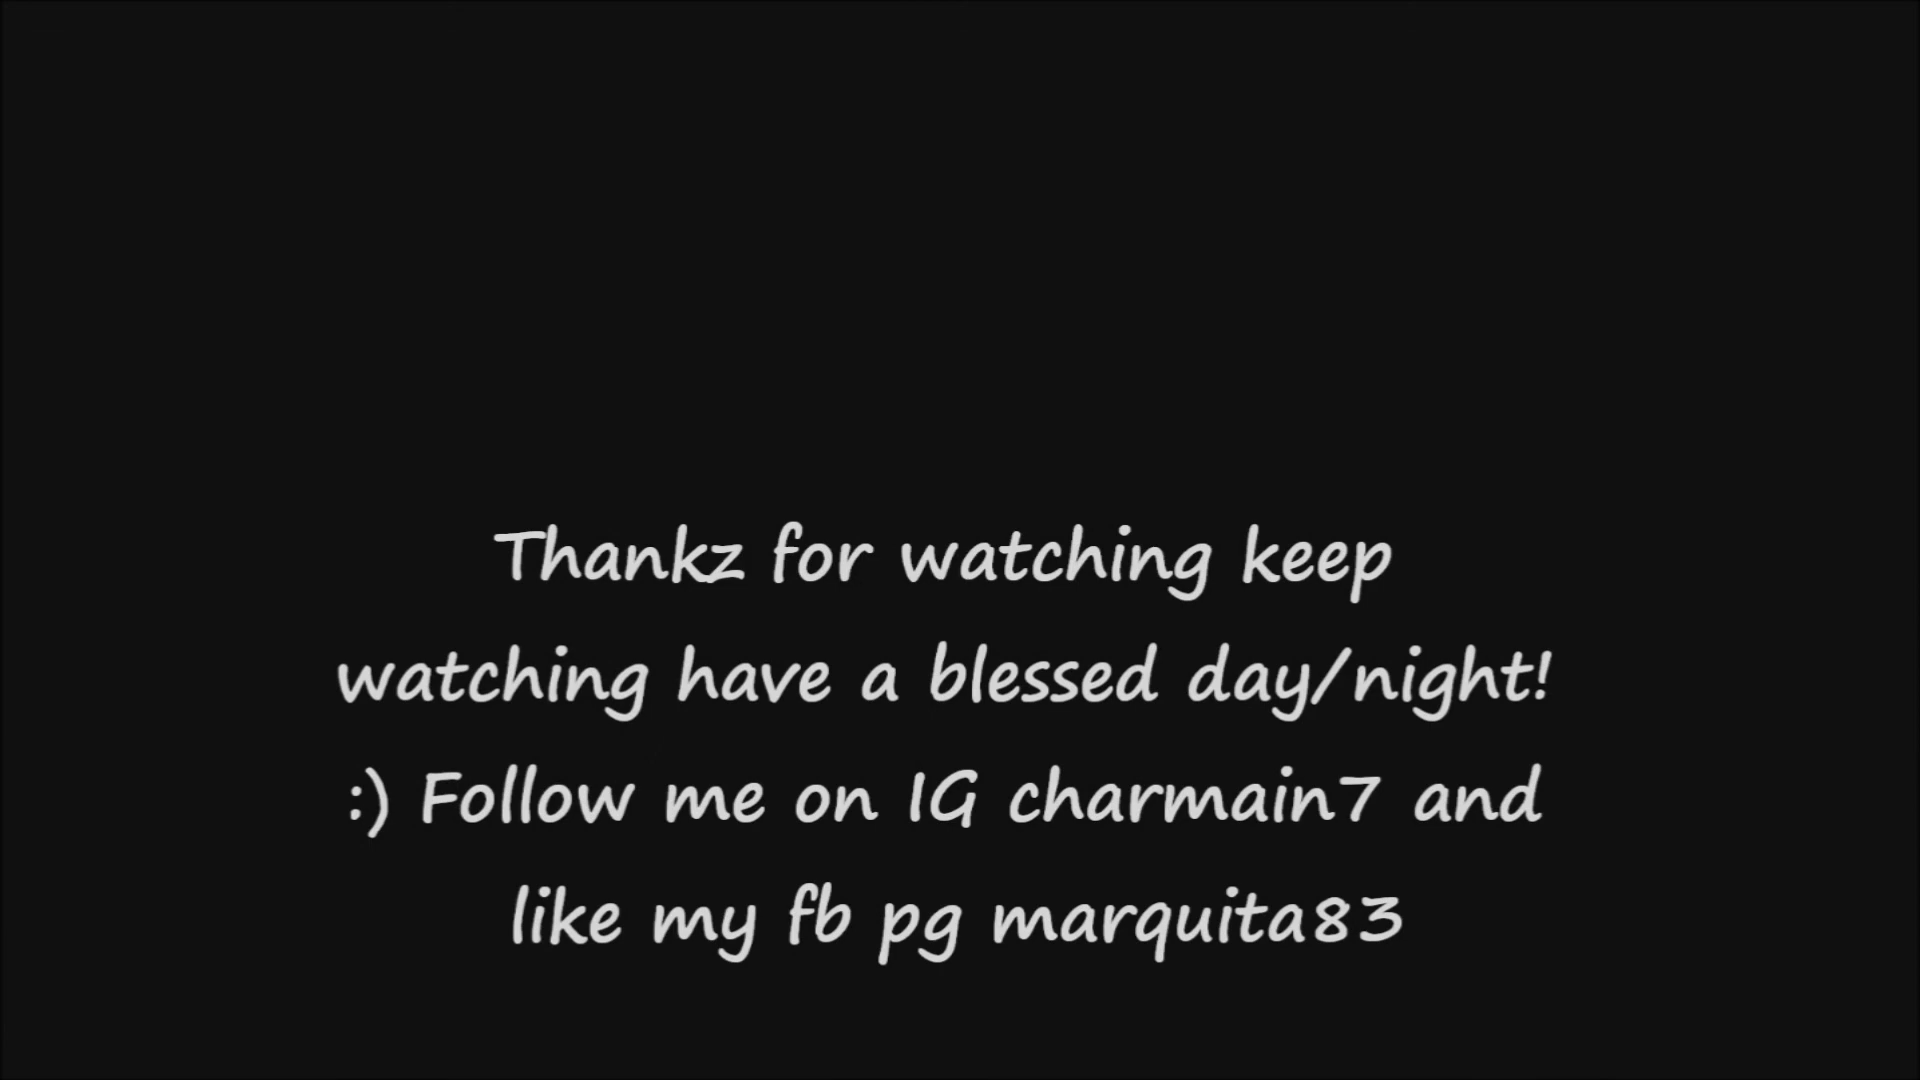 Thankz for watching keep
watching have a blessed day/night!
:) Follow me on IG charmain7 and
like my fb pg marquita83